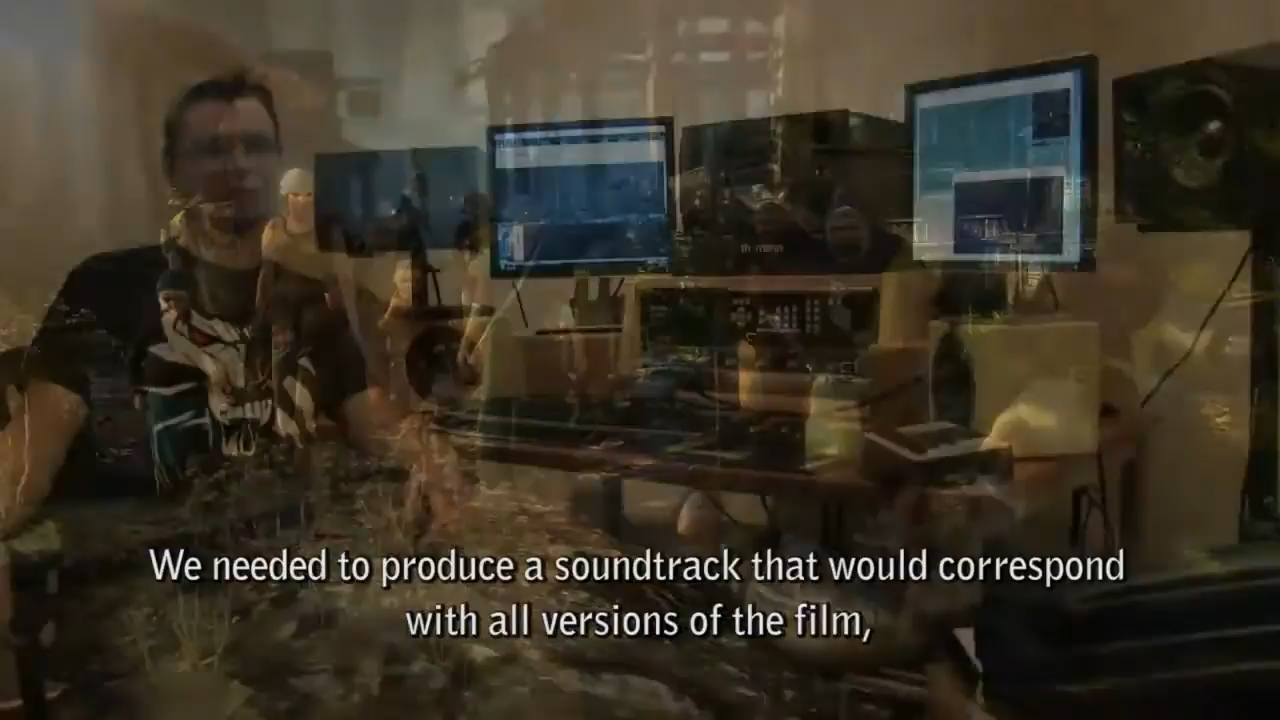 We needed to produce a soundtrack that would correspond
with all versions of the film,